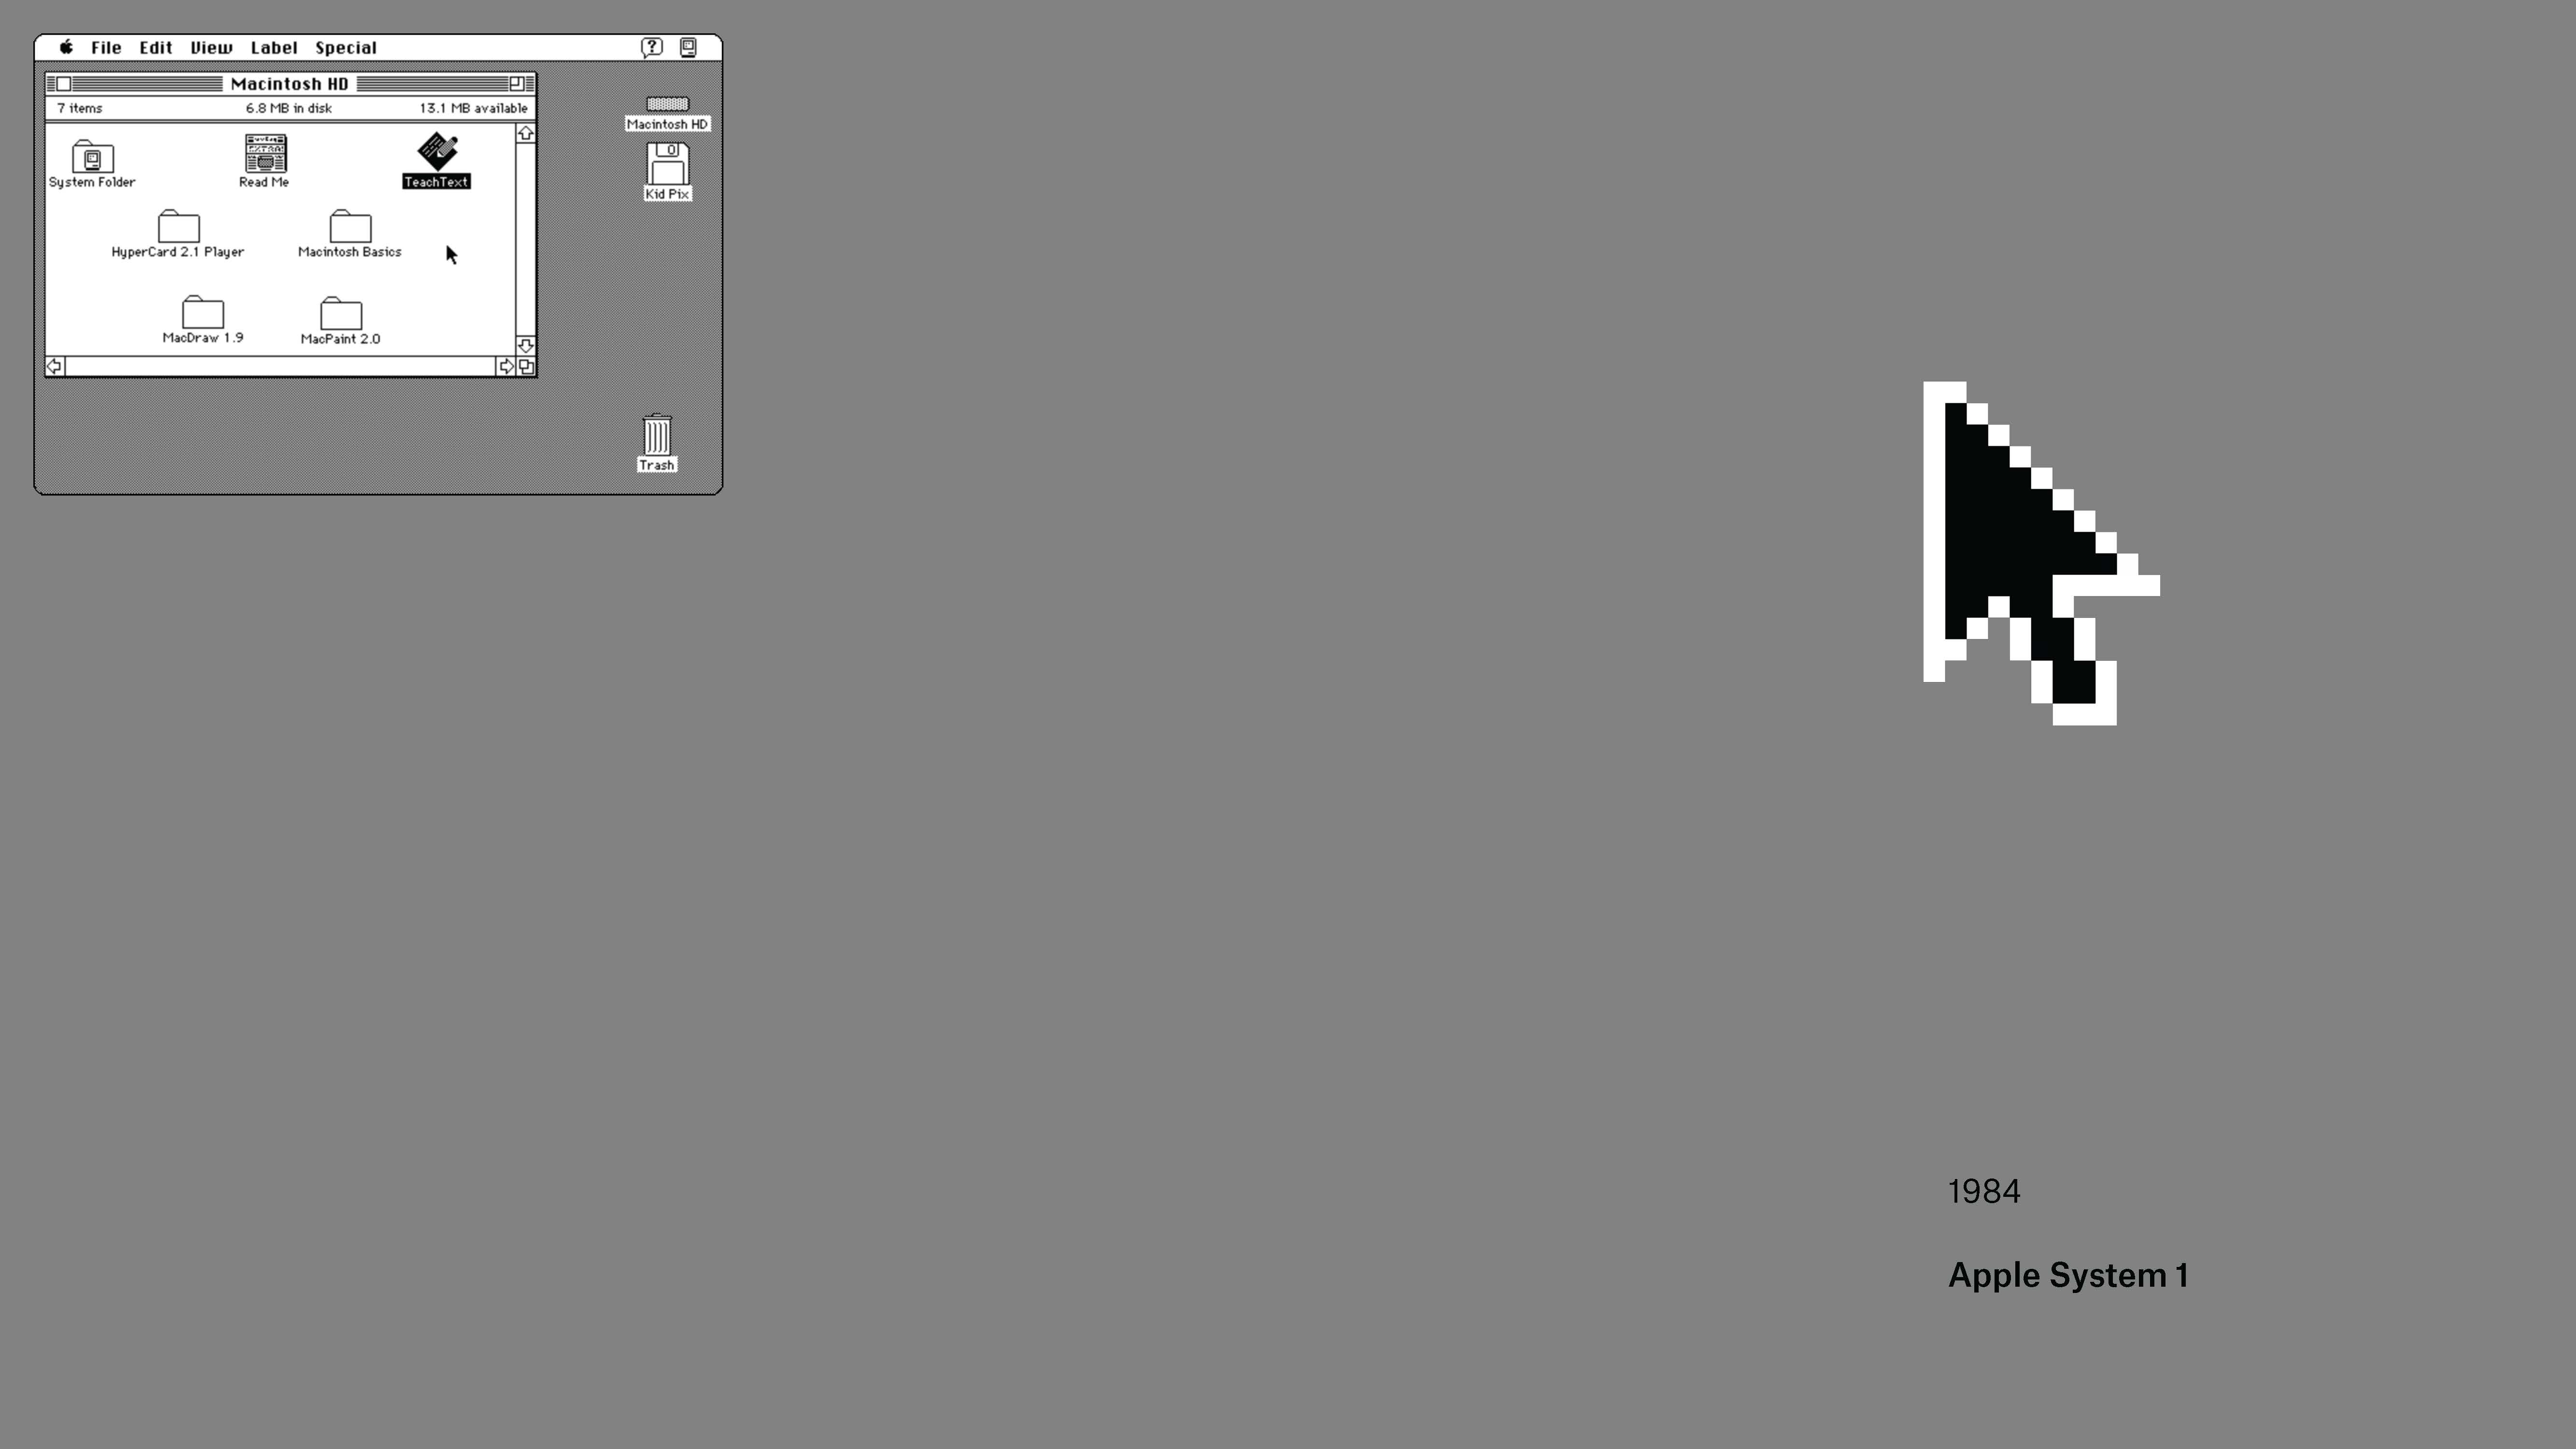 File Edit View Label Special
Macintosh HD
7 items 6.8 MB in disk 13.1 MB available
Macintosh HD
System Folder Read Me TeachText
Kid Pix
HyperCard 2.1 Player Macintosh Basics
MacDraw 1.9 MacPaint 2.0
Trash
1984
Apple System 1